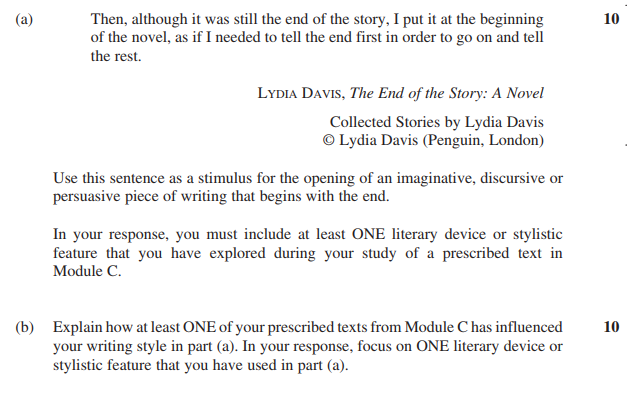 (a) Then, although it was still the end of the story, I put it at the beginning 10
of the novel, as if I needed to tell the end first in order to go on and tell
the rest.
LYDIA DAVIS, The End of the Story: A Novel
Collected Stories by Lydia Davis
© Lydia Davis (Penguin, London)
Use this sentence as a stimulus for the opening of an imaginative, discursive or
persuasive piece of writing that begins with the end.
In your response, you must include at least ONE literary device or stylistic
feature that you have explored during your study of a prescribed text in
Module C.
(b) Explain how at least ONE of your prescribed texts from Module C has influenced 10
your writing style in part (a). In your response, focus on ONE literary device or
stylistic feature that you have used in part (a).